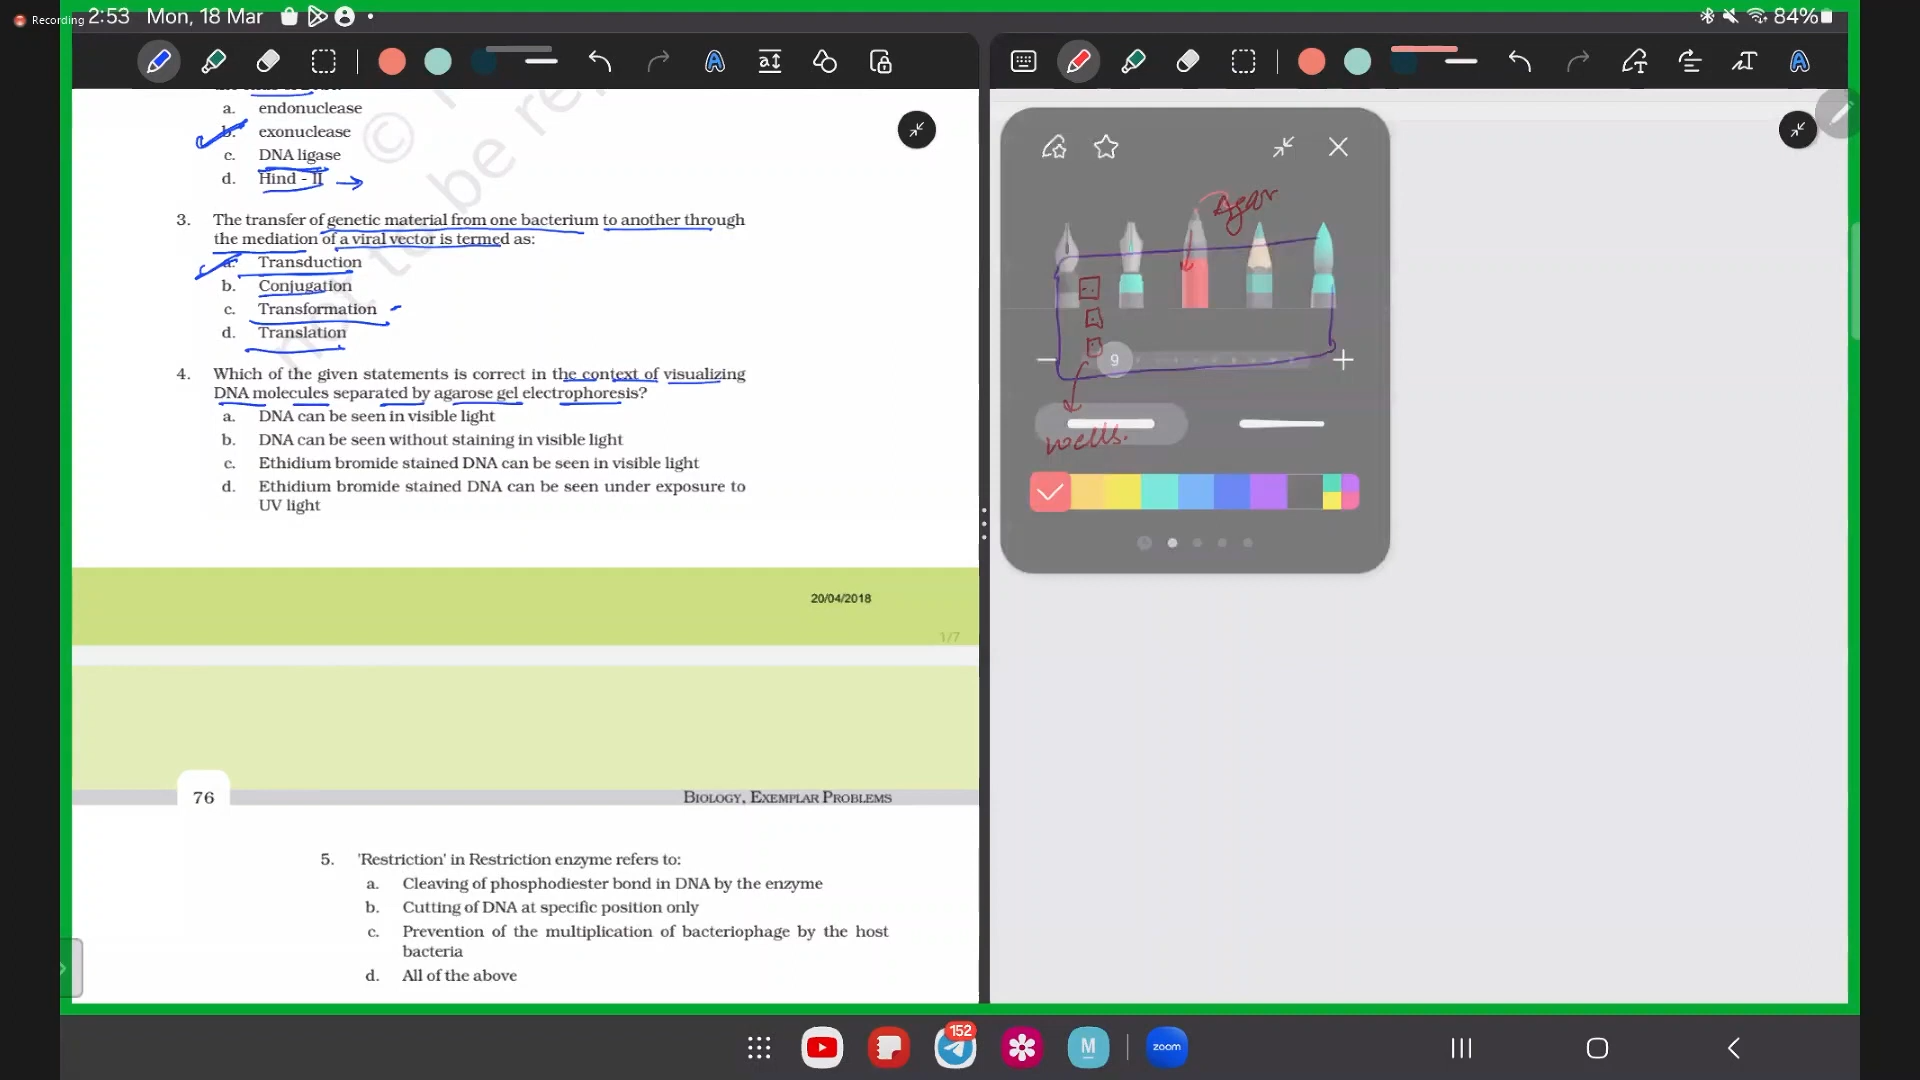 Recording 2:53 Mon, 18 Mar 84%
a. endonuclease
b. exonuclease
c. DNA ligase
d. Hind - II
3. The transfer of genetic material from one bacterium to another through
the mediation of a viral vector is termed as:
a. Transduction
b. Conjugation
c. Transformation
d. Translation
4. Which of the given statements is correct in the context of visualizing
DNA molecules separated by agarose gel electrophoresis?
a. DNA can be seen in visible light
b. DNA can be seen without staining in visible light
c. Ethidium bromide stained DNA can be seen in visible light
d. Ethidium bromide stained DNA can be seen under exposure to
UV light
20/04/2018
1/7
76 BIOLOGY, EXEMPLAR PROBLEMS
5. 'Restriction' in Restriction enzyme refers to:
a. Cleaving of phosphodiester bond in DNA by the enzyme
b. Cutting of DNA at specific position only
c. Prevention of the multiplication of bacteriophage by the host
bacteria
d. All of the above
Agar
9
wells.
152
M
zoom